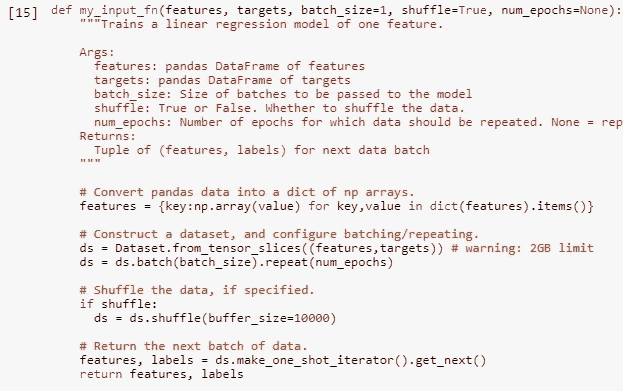 [15] def my_input_fn(features, targets, batch_size=1, shuffle=True, num_epochs=None):
"""Trains a linear regression model of one feature.
Args:
features: pandas DataFrame of features
targets: pandas DataFrame of targets
batch_size: Size of batches to be passed to the model
shuffle: True or False. Whether to shuffle the data.
num_epochs: Number of epochs for which data should be repeated. None = rep
Returns:
Tuple of (features, labels) for next data batch
"""
# Convert pandas data into a dict of np arrays.
features = {key:np.array(value) for key,value in dict(features).items()}
# Construct a dataset, and configure batching/repeating.
ds = Dataset.from_tensor_slices((features,targets)) # warning: 2GB limit
ds = ds.batch(batch_size).repeat(num_epochs)
# Shuffle the data, if specified.
if shuffle:
ds = ds.shuffle(buffer_size=10000)
# Return the next batch of data.
features, labels = ds.make_one_shot_iterator().get_next()
return features, labels